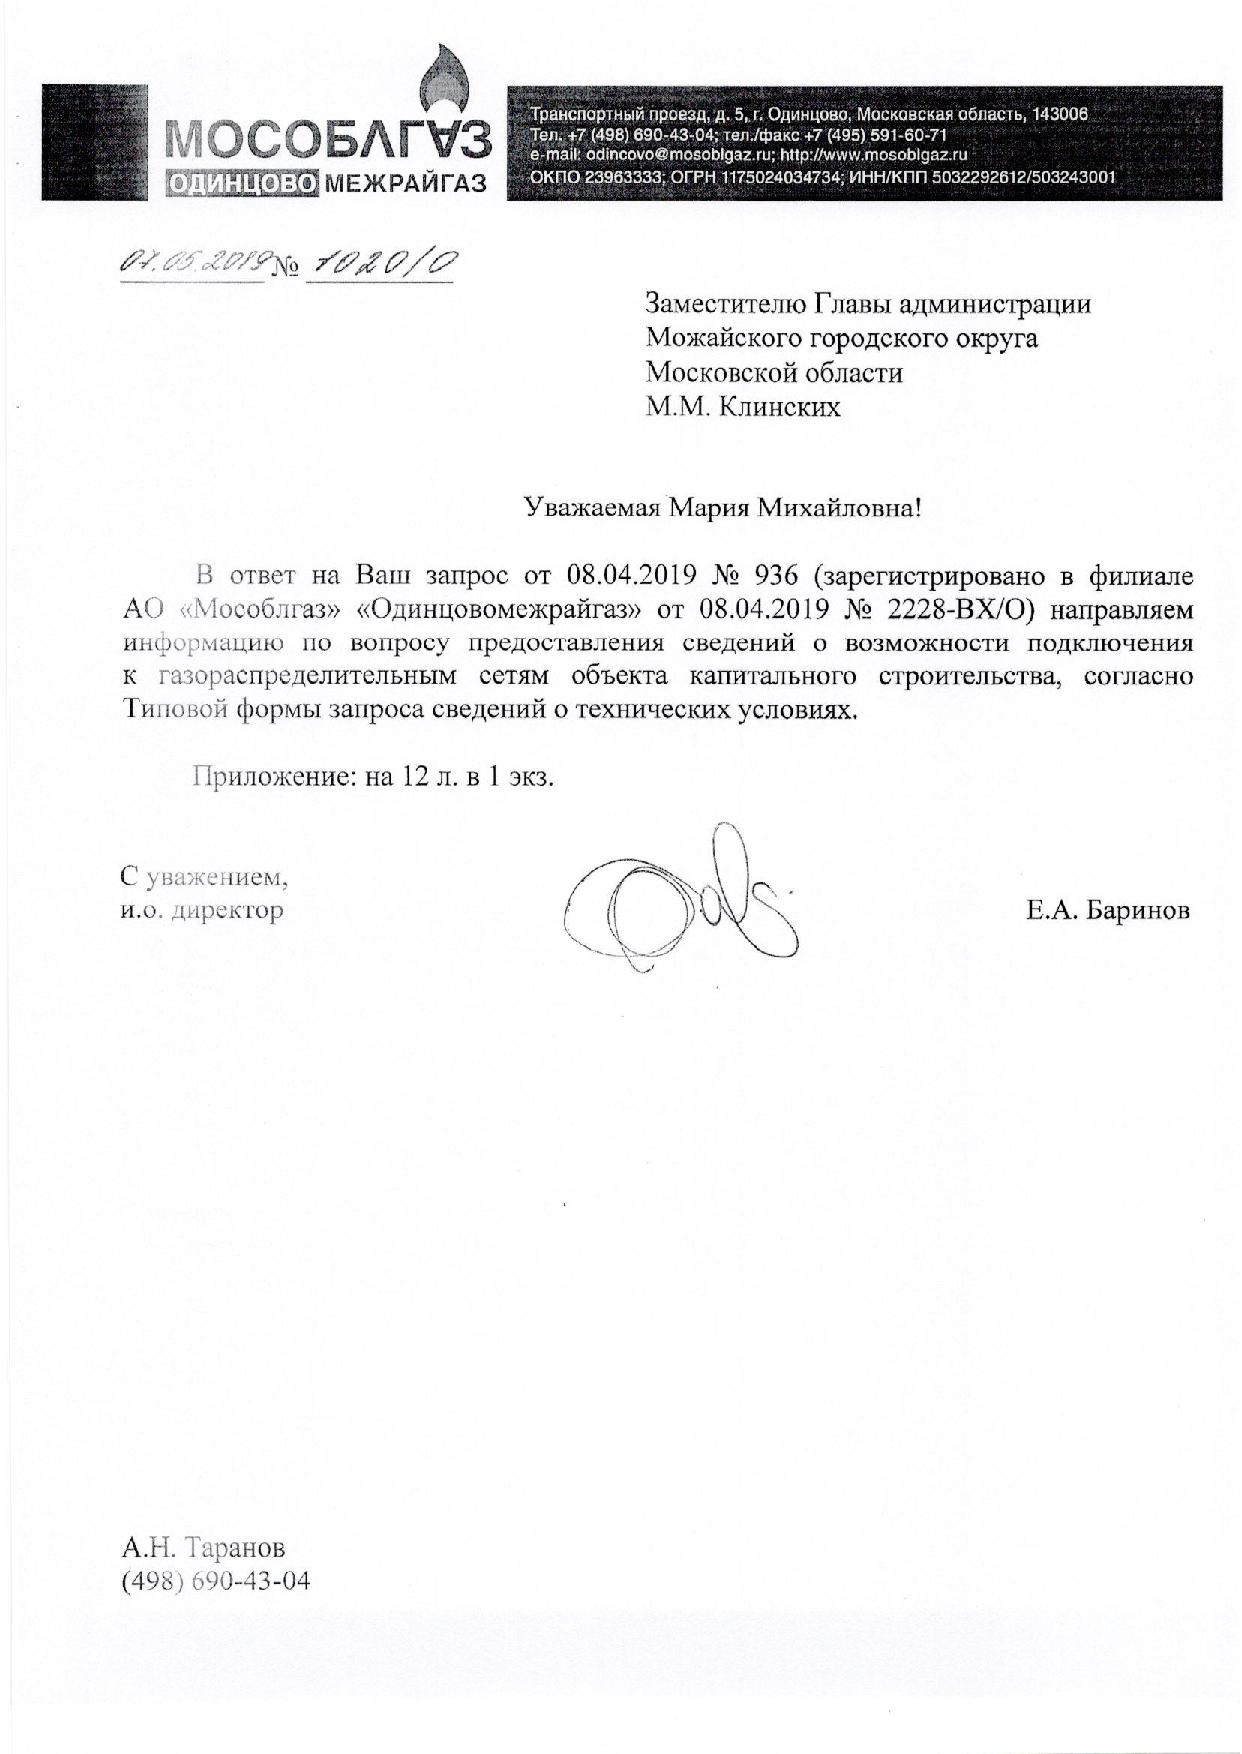 МОСОБЛГАЗ
ОДИНЦОВО МЕЖРАЙГАЗ
Транспортный проезд, д. 5, г. Одинцово, Московская область, 143006
Тел. +7 (498) 690-43-04; тел./факс +7 (495) 591-60-71
e-mail: odincovo@mosoblgaz.ru; http://www.mosoblgaz.ru
ОКПО 23963333; ОГРН 1175024034734; ИНН/КПП 5032292612/503243001
07.05.2019 № 1020/О
Заместителю Главы администрации
Можайского городского округа
Московской области
М.М. Клинских
Уважаемая Мария Михайловна!
В ответ на Ваш запрос от 08.04.2019 № 936 (зарегистрировано в филиале
АО «Мособлгаз» «Одинцовомежрайгаз» от 08.04.2019 № 2228-ВХ/О) направляем
информацию по вопросу предоставления сведений о возможности подключения
к газораспределительным сетям объекта капитального строительства, согласно
Типовой формы запроса сведений о технических условиях.
Приложение: на 12 л. в 1 экз.
С уважением,
и.о. директор
Е.А. Баринов
А.Н. Таранов
(498) 690-43-04